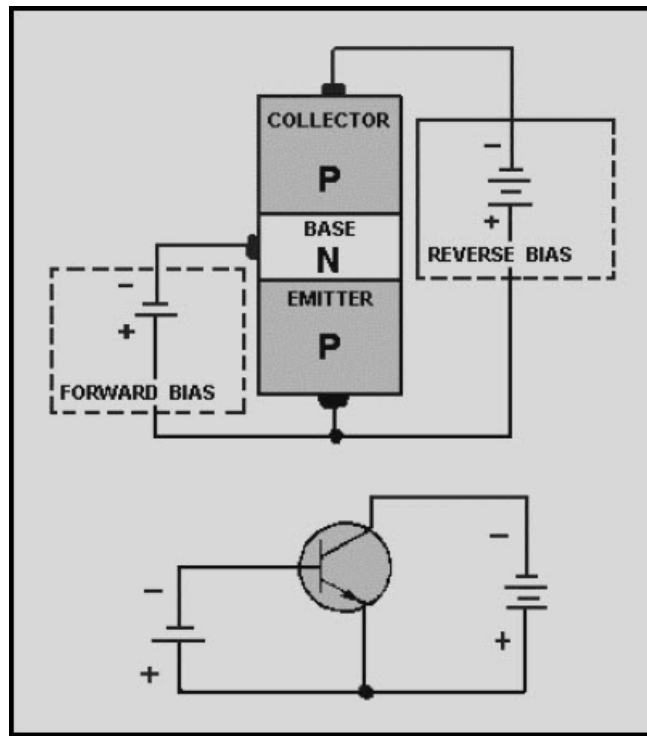 COLLECTOR
P
BASE
N
EMITTER
P
−
+
REVERSE BIAS
−
+
FORWARD BIAS
−
+
−
+